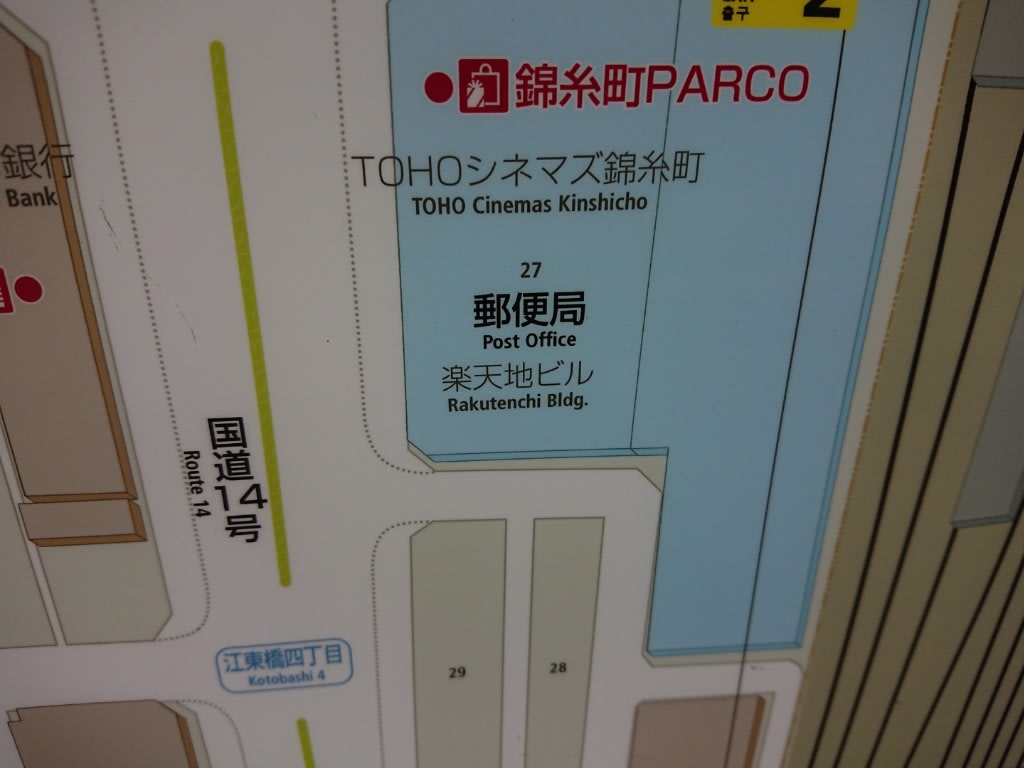 출구
2
錦糸町PARCO
銀行
Bank
TOHOシネマズ錦糸町
TOHO Cinemas Kinshicho
27
郵便局
Post Office
楽天地ビル
Rakutenchi Bldg.
国道14号
Route 14
江東橋四丁目
Kotobashi 4
29
28